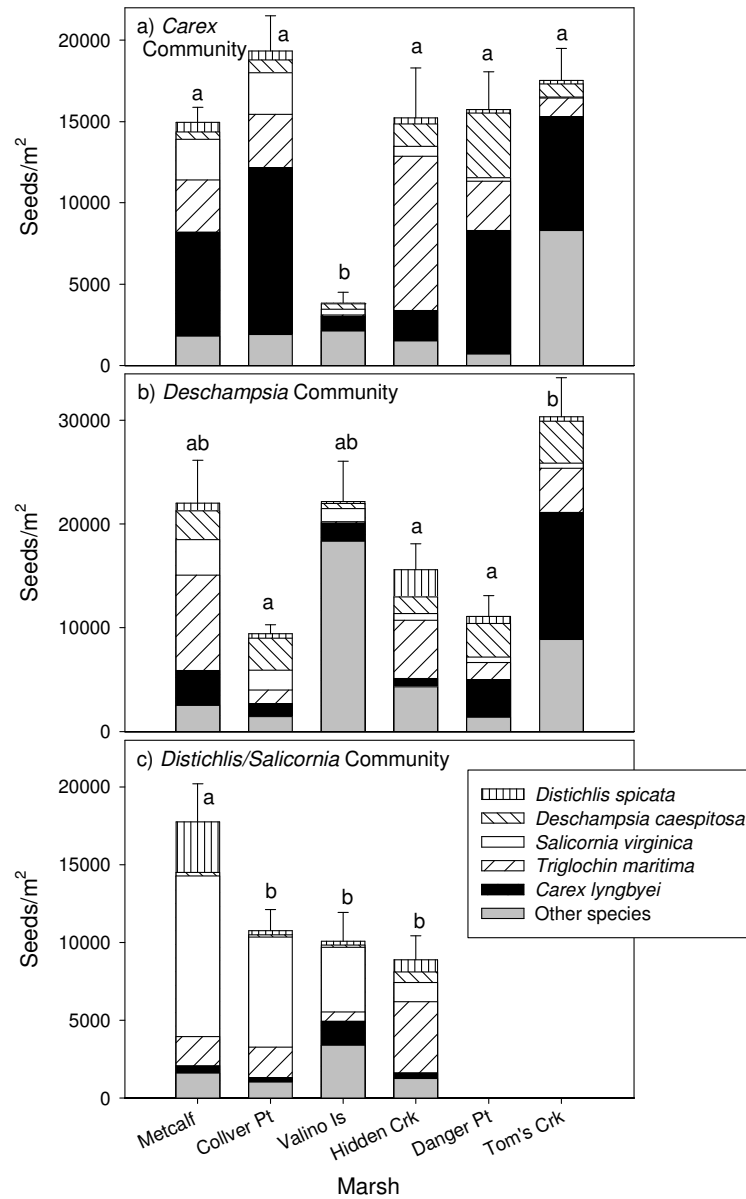 a) Carex
Community
20000
15000
10000
5000
0
Seeds/m²
a
a
b
a
a
a
b) Deschampsia Community
30000
20000
10000
0
Seeds/m²
ab
a
ab
a
a
b
c) Distichlis/Salicornia Community
20000
15000
10000
5000
0
Seeds/m²
a
b
b
b
Distichlis spicata
Deschampsia caespitosa
Salicornia virginica
Triglochin maritima
Carex lyngbyei
Other species
Metcalf
Collver Pt
Valino Is
Hidden Crk
Danger Pt
Tom's Crk
Marsh